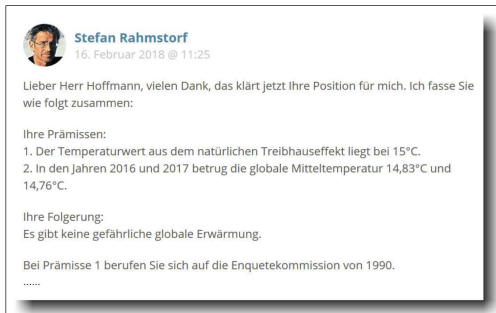 Stefan Rahmstorf
16. Februar 2018 @ 11:25
Lieber Herr Hoffmann, vielen Dank, das klärt jetzt Ihre Position für mich. Ich fasse Sie
wie folgt zusammen:
Ihre Prämissen:
1. Der Temperaturwert aus dem natürlichen Treibhauseffekt liegt bei 15°C.
2. In den Jahren 2016 und 2017 betrug die globale Mitteltemperatur 14,83°C und
14,76°C.
Ihre Folgerung:
Es gibt keine gefährliche globale Erwärmung.
Bei Prämisse 1 berufen Sie sich auf die Enquetekommission von 1990.
......